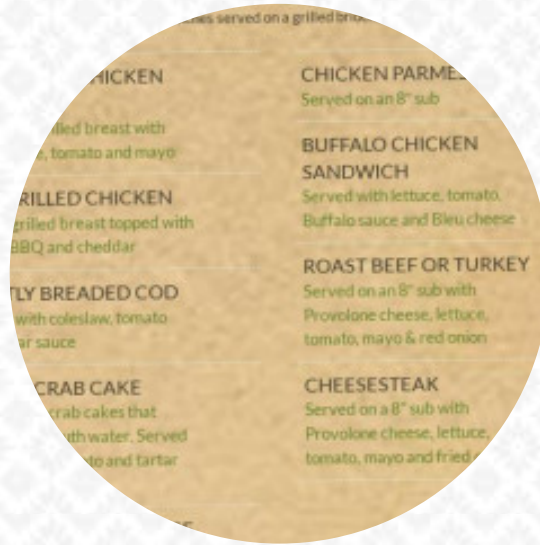 served on a grilled
CHICKEN
breast with
tomato and mayo
GRILLED CHICKEN
grilled breast topped with
BBQ and cheddar
BREADED COD
with coleslaw, tomato
sauce
CRAB CAKE
crab cakes that
water. Served
and tartar
CHICKEN
Served on an 8" sub
BUFFALO CHICKEN
SANDWICH
Served with lettuce, tomato,
Buffalo sauce and Bleu cheese
ROAST BEEF OR TURKEY
Served on an 8" sub with
Provolone cheese, lettuce,
tomato, mayo & red onion
CHEESESTEAK
Served on a 8" sub with
Provolone cheese, lettuce,
tomato, mayo and fried